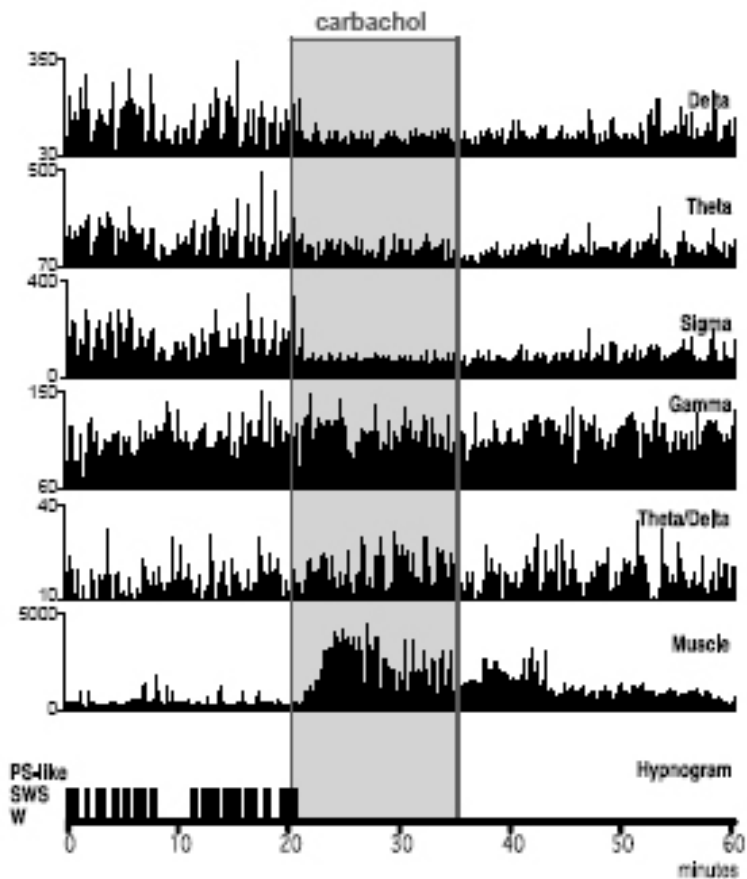 carbachol
350
Delta
30
500
Theta
70
400
Sigma
0
150
Gamma
60
40
Theta/Delta
10
5000
Muscle
0
PS-like
Hypnogram
SWS
W
0 10 20 30 40 50 60
minutes